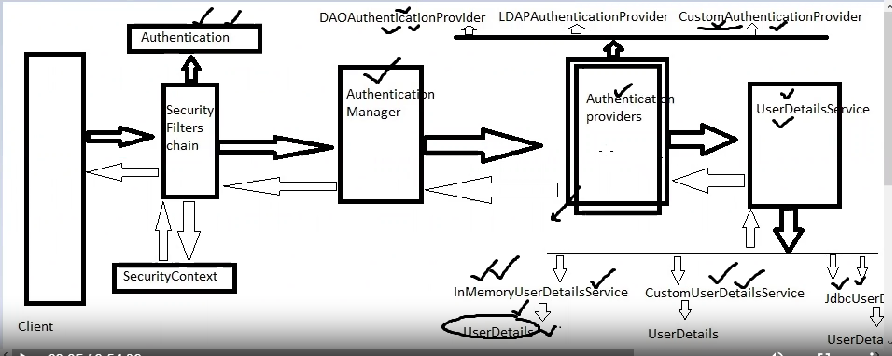 DAOAuthenticationProvider LDAPAuthenticationProvider CustomAuthenticationProvider
Authentication
Security
Filters
chain
Authentication
Manager
Authentication
providers
UserDetailsService
SecurityContext
InMemoryUserDetailsService CustomUserDetailsService JdbcUserD
UserDetails UserDetails UserDeta
Client